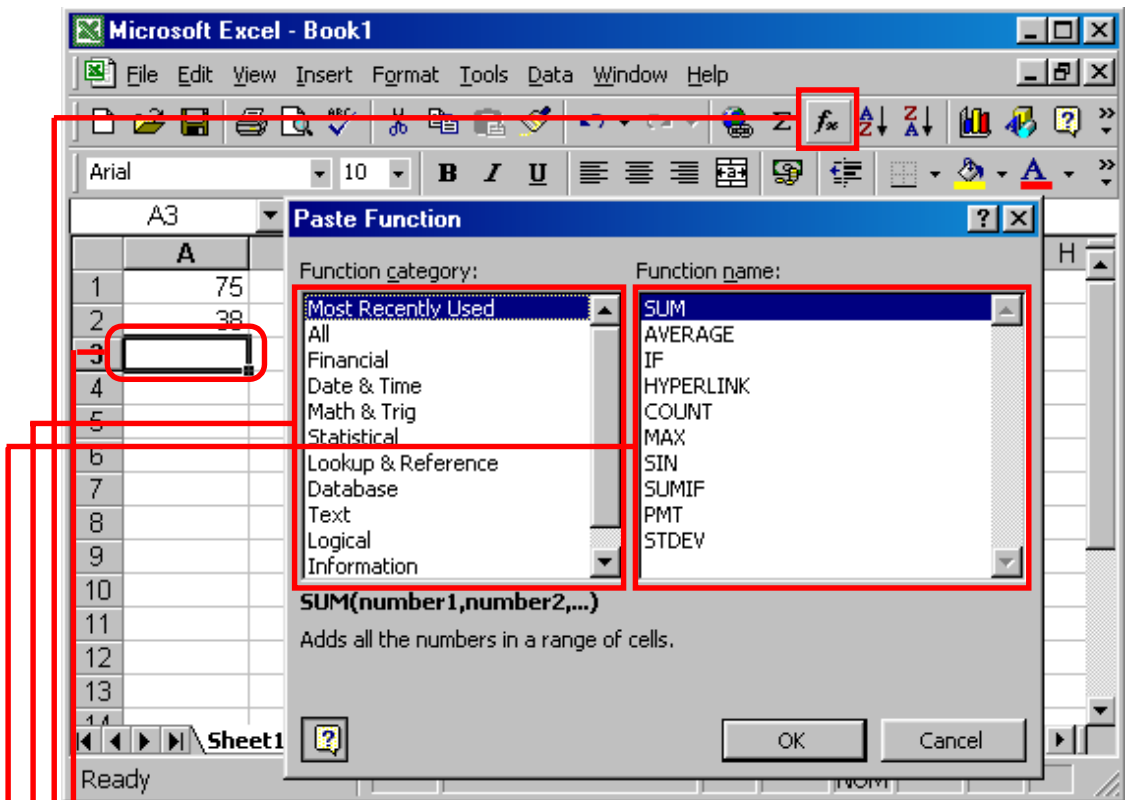 Microsoft Excel - Book1
File Edit View Insert Format Tools Data Window Help
ABC Σ fx A Z Z A ? »
Arial 10 B I U a A »
A3 Paste Function ? X
A H
Function category: Function name:
1 75 Most Recently Used SUM
2 38 All AVERAGE
3 Financial IF
4 Date & Time HYPERLINK
5 Math & Trig COUNT
6 Statistical MAX
Lookup & Reference SIN
7 Database SUMIF
8 Text PMT
9 Logical STDEV
Information
10 SUM(number1,number2,...)
11
12 Adds all the numbers in a range of cells.
13
14
Sheet1 ? OK Cancel
Ready NUM